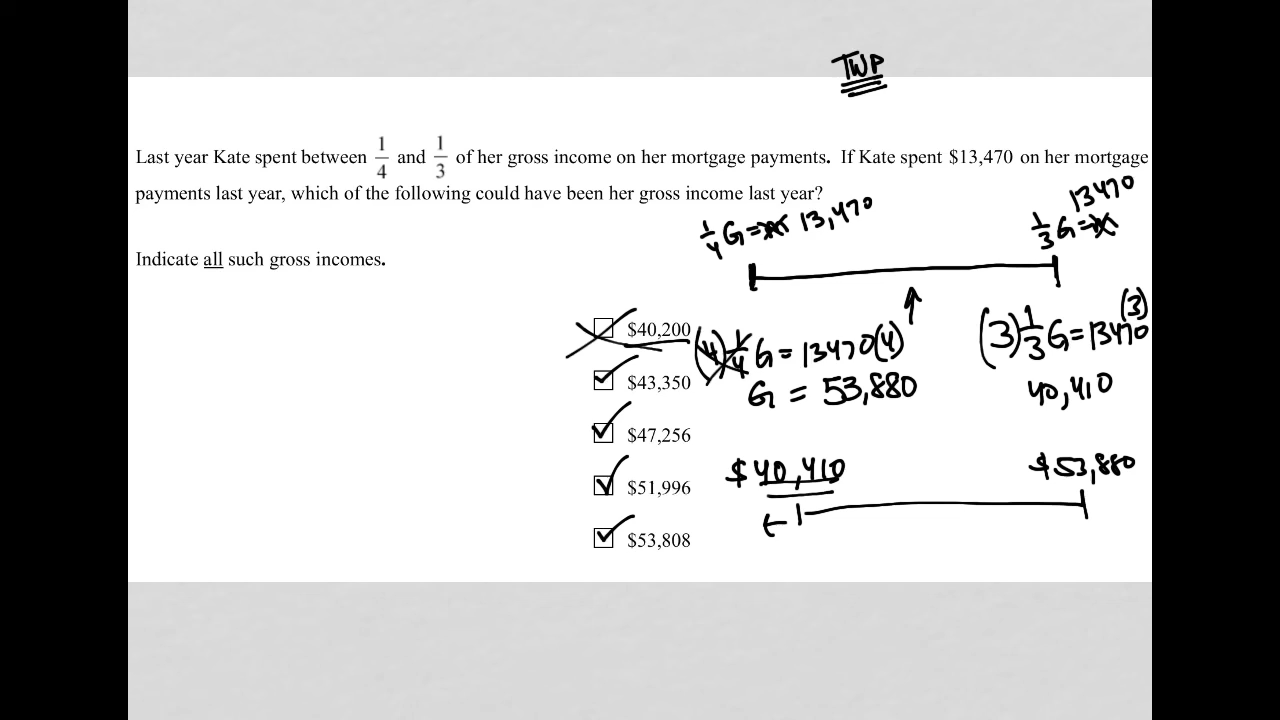 TWP
Last year Kate spent between 1/4 and 1/3 of her gross income on her mortgage payments. If Kate spent $13,470 on her mortgage
payments last year, which of the following could have been her gross income last year?
1/4 G = 13,470
13470
1/3 G =
Indicate all such gross incomes.
$40,200
(4) 1/4 G = 13470(4)
(3) 1/3 G = 13470 (3)
$43,350
G = 53,880
40,410
$47,256
$40,410
$53,880
$51,996
$53,808